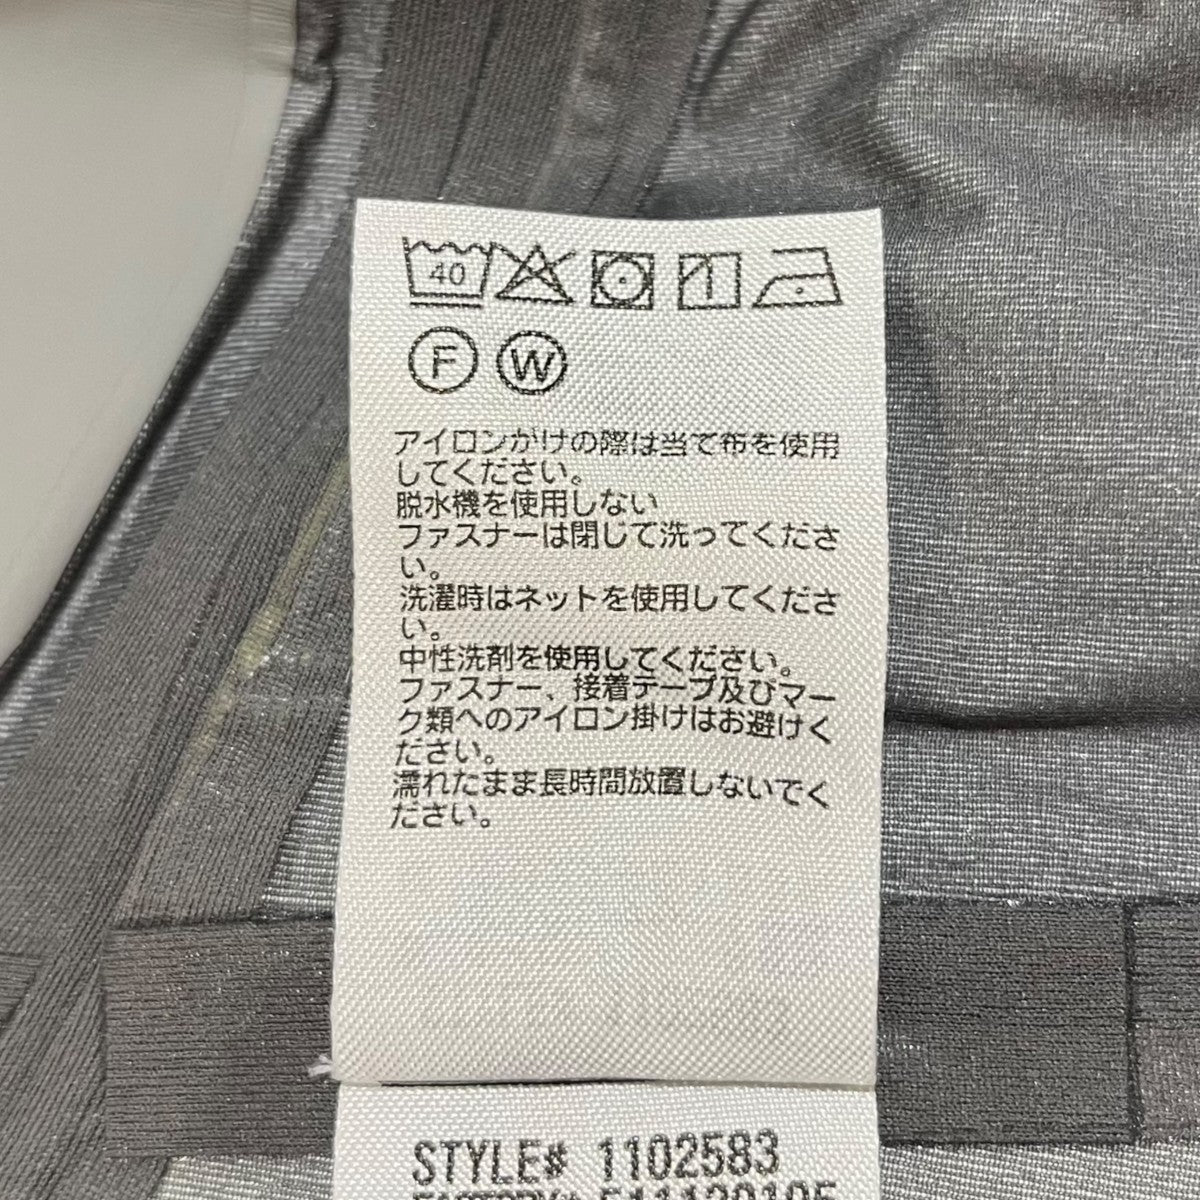 40
F W
アイロンがけの際は当て布を使用
してください。
脱水機を使用しない
ファスナーは閉じて洗ってくださ
い。
洗濯時はネットを使用してくださ
い。
中性洗剤を使用してください。
ファスナー、接着テープ及びマー
ク類へのアイロン掛けはお避けく
ださい。
濡れたまま長時間放置しないでく
ださい。
STYLE# 1102583